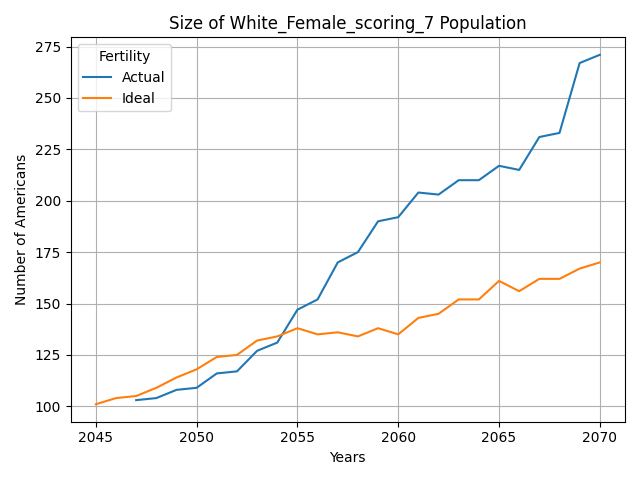 Size of White_Female_scoring_7 Population
Fertility
Actual
Ideal
Number of Americans
275
250
225
200
175
150
125
100
2045 2050 2055 2060 2065 2070
Years